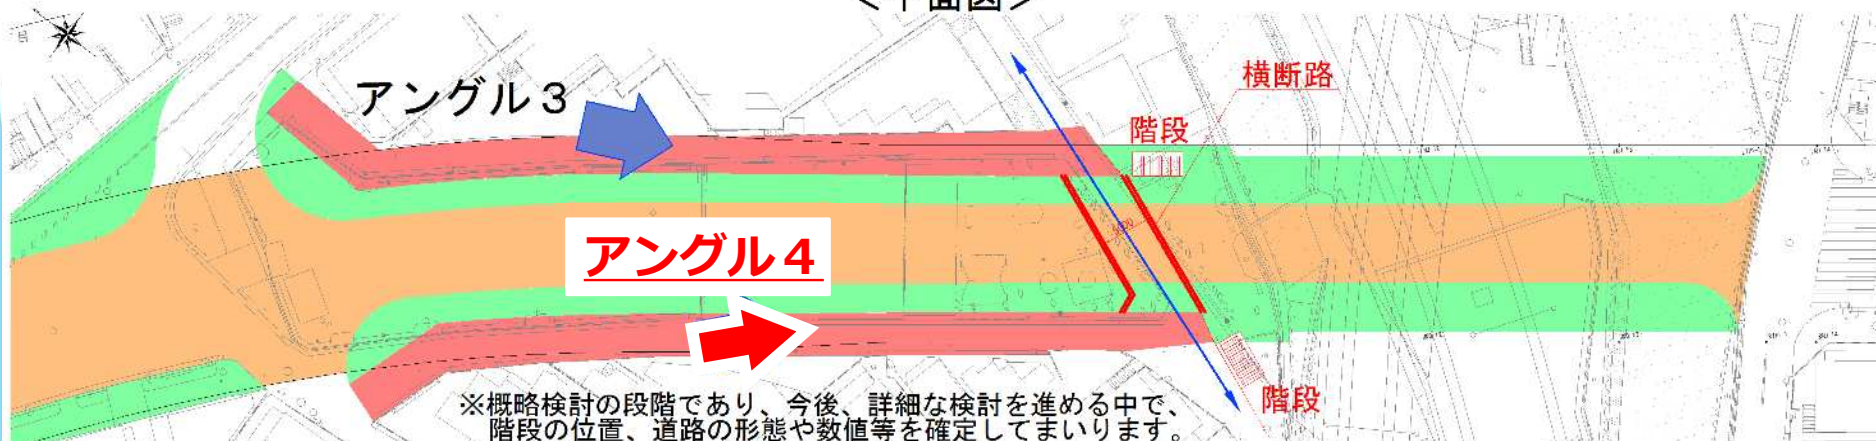 <平面図>
アングル3
横断路
階段
アングル4
階段
※概略検討の段階であり、今後、詳細な検討を進める中で、
階段の位置、道路の形態や数値等を確定してまいります。